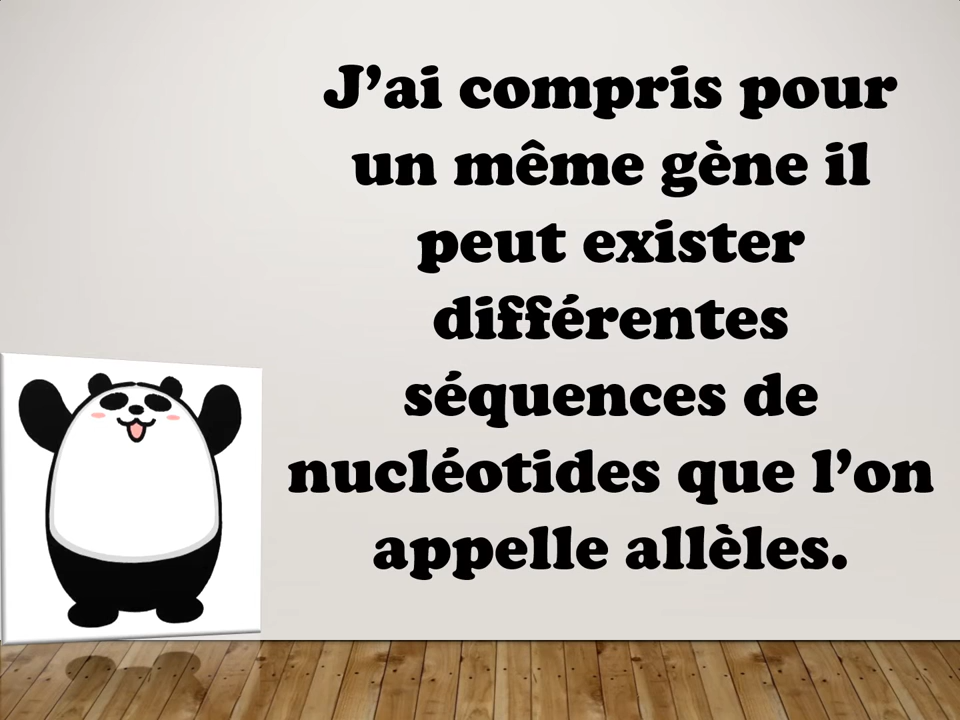 J’ai compris pour
un même gène il
peut exister
différentes
séquences de
nucléotides que l’on
appelle allèles.